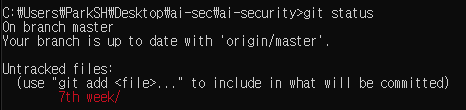 C:₩Users₩ParkSH₩Desktop₩ai-sec₩ai-security>git status
On branch master
Your branch is up to date with 'origin/master'.
Untracked files:
(use "git add <file>..." to include in what will be committed)
7th week/